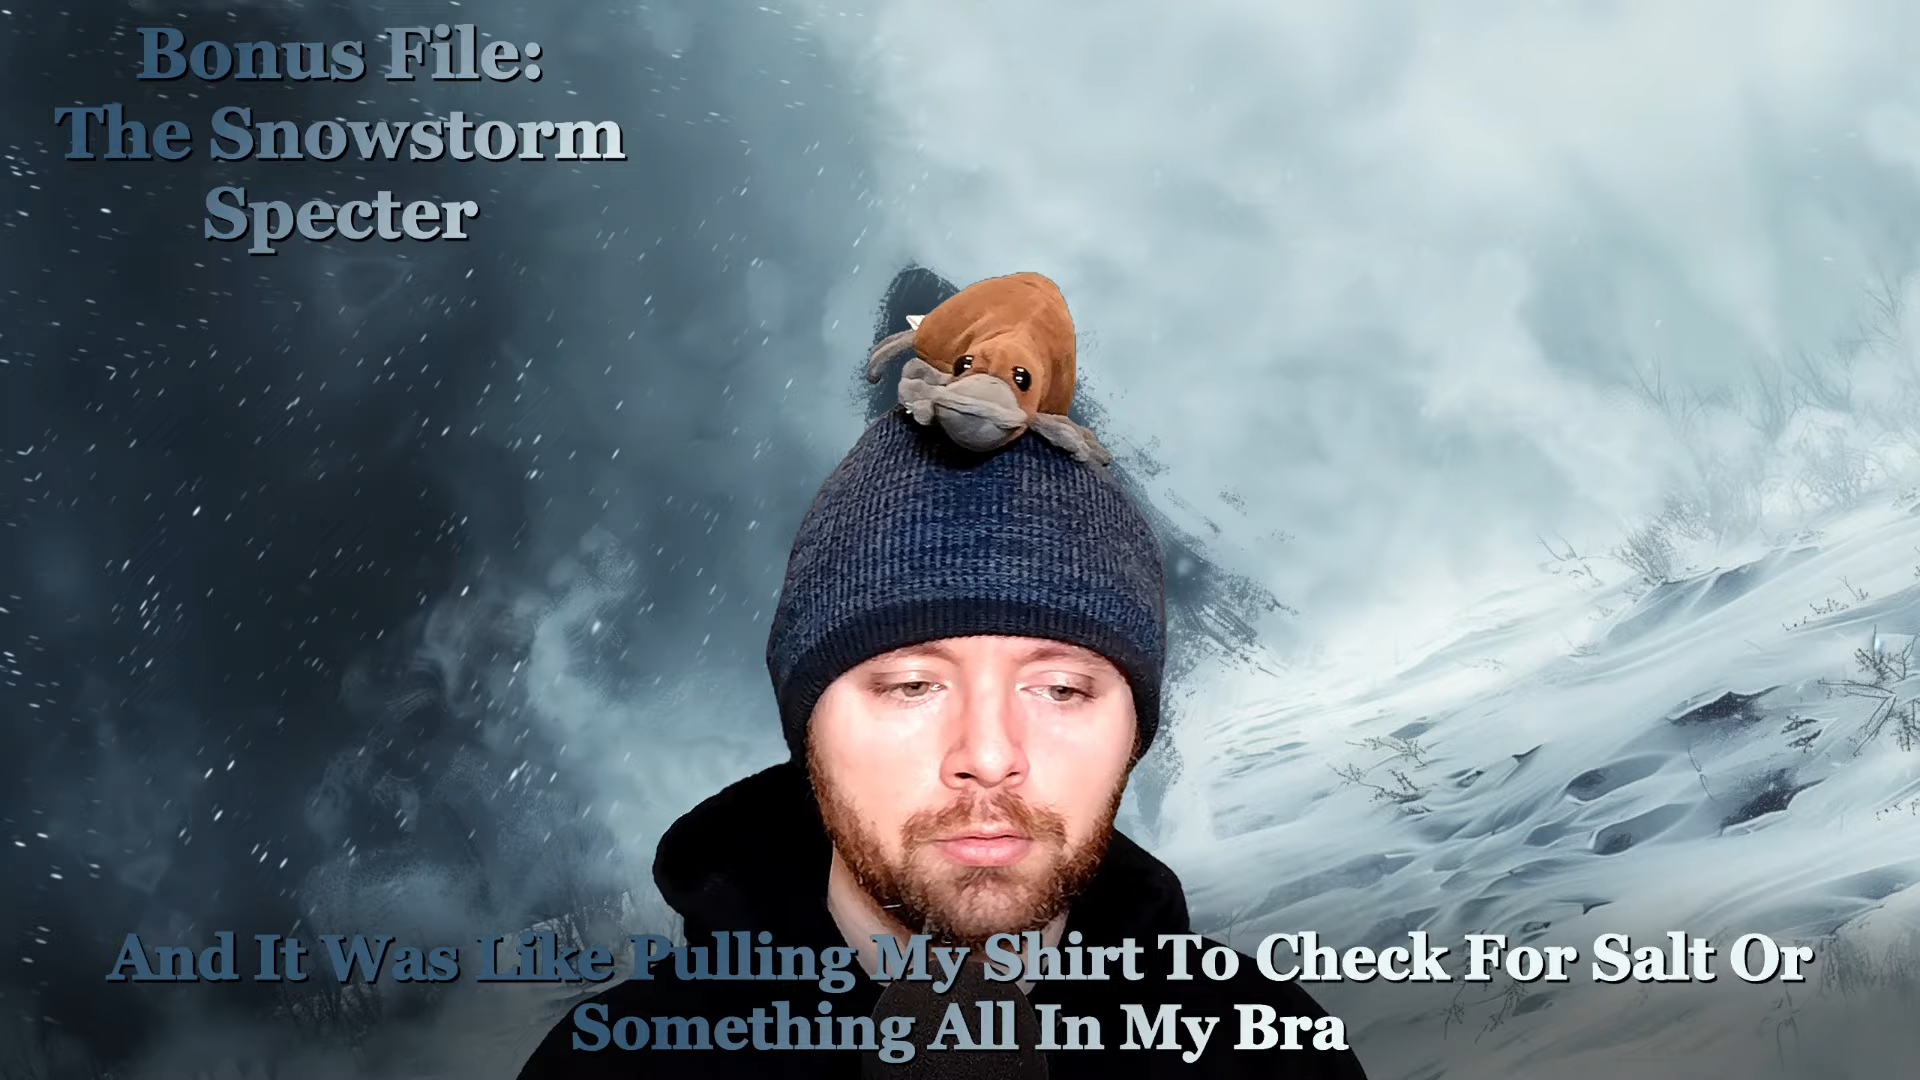 Bonus File:
The Snowstorm
Specter
And It Was Like Pulling My Shirt To Check For Salt Or
Something All In My Bra